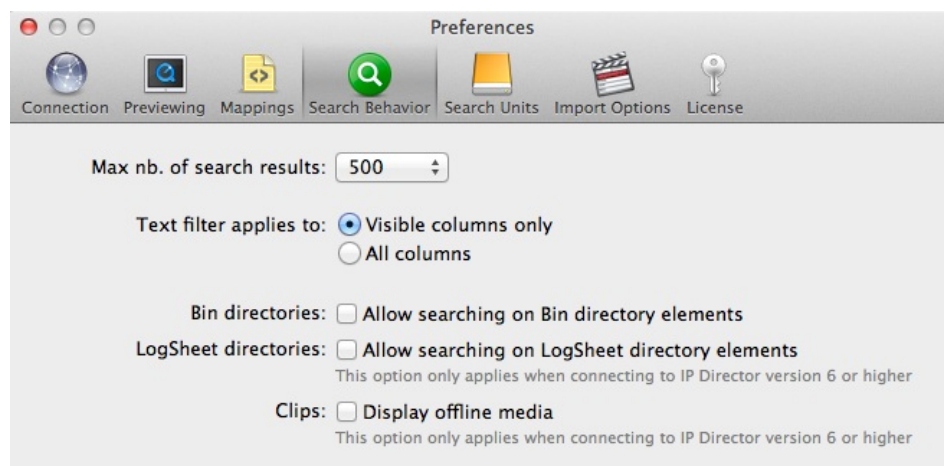 Preferences
Connection Previewing Mappings Search Behavior Search Units Import Options License
Max nb. of search results: 500
Text filter applies to: Visible columns only
All columns
Bin directories: Allow searching on Bin directory elements
LogSheet directories: Allow searching on LogSheet directory elements
This option only applies when connecting to IP Director version 6 or higher
Clips: Display offline media
This option only applies when connecting to IP Director version 6 or higher